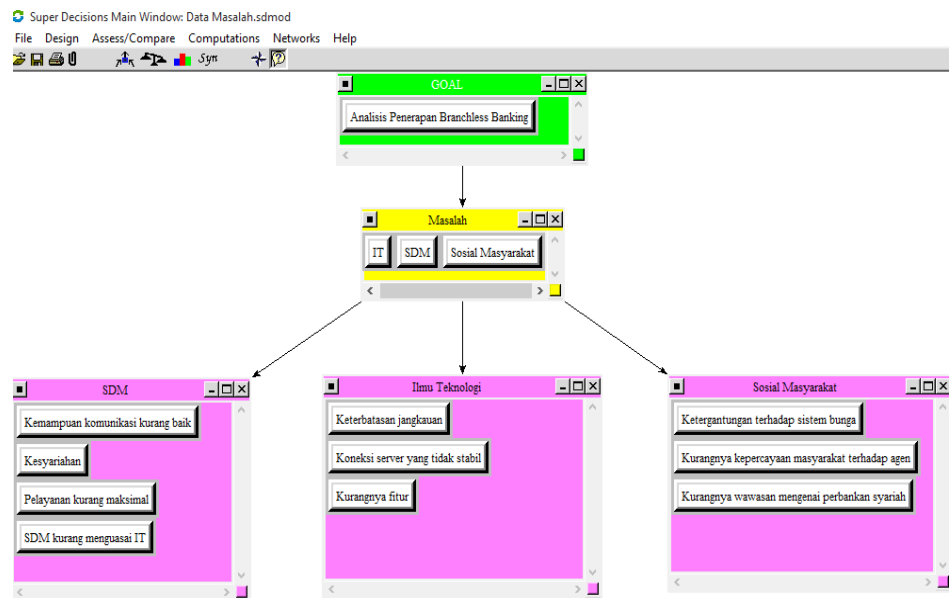 Super Decisions Main Window: Data Masalah.sdmod
File Design Assess/Compare Computations Networks Help
Syn
GOAL
Analisis Penerapan Branchless Banking
Masalah
IT
SDM
Sosial Masyarakat
SDM
Kemampuan komunikasi kurang baik
Kesyariahan
Pelayanan kurang maksimal
SDM kurang menguasai IT
Ilmu Teknologi
Keterbatasan jangkauan
Koneksi server yang tidak stabil
Kurangnya fitur
Sosial Masyarakat
Ketergantungan terhadap sistem bunga
Kurangnya kepercayaan masyarakat terhadap agen
Kurangnya wawasan mengenai perbankan syariah